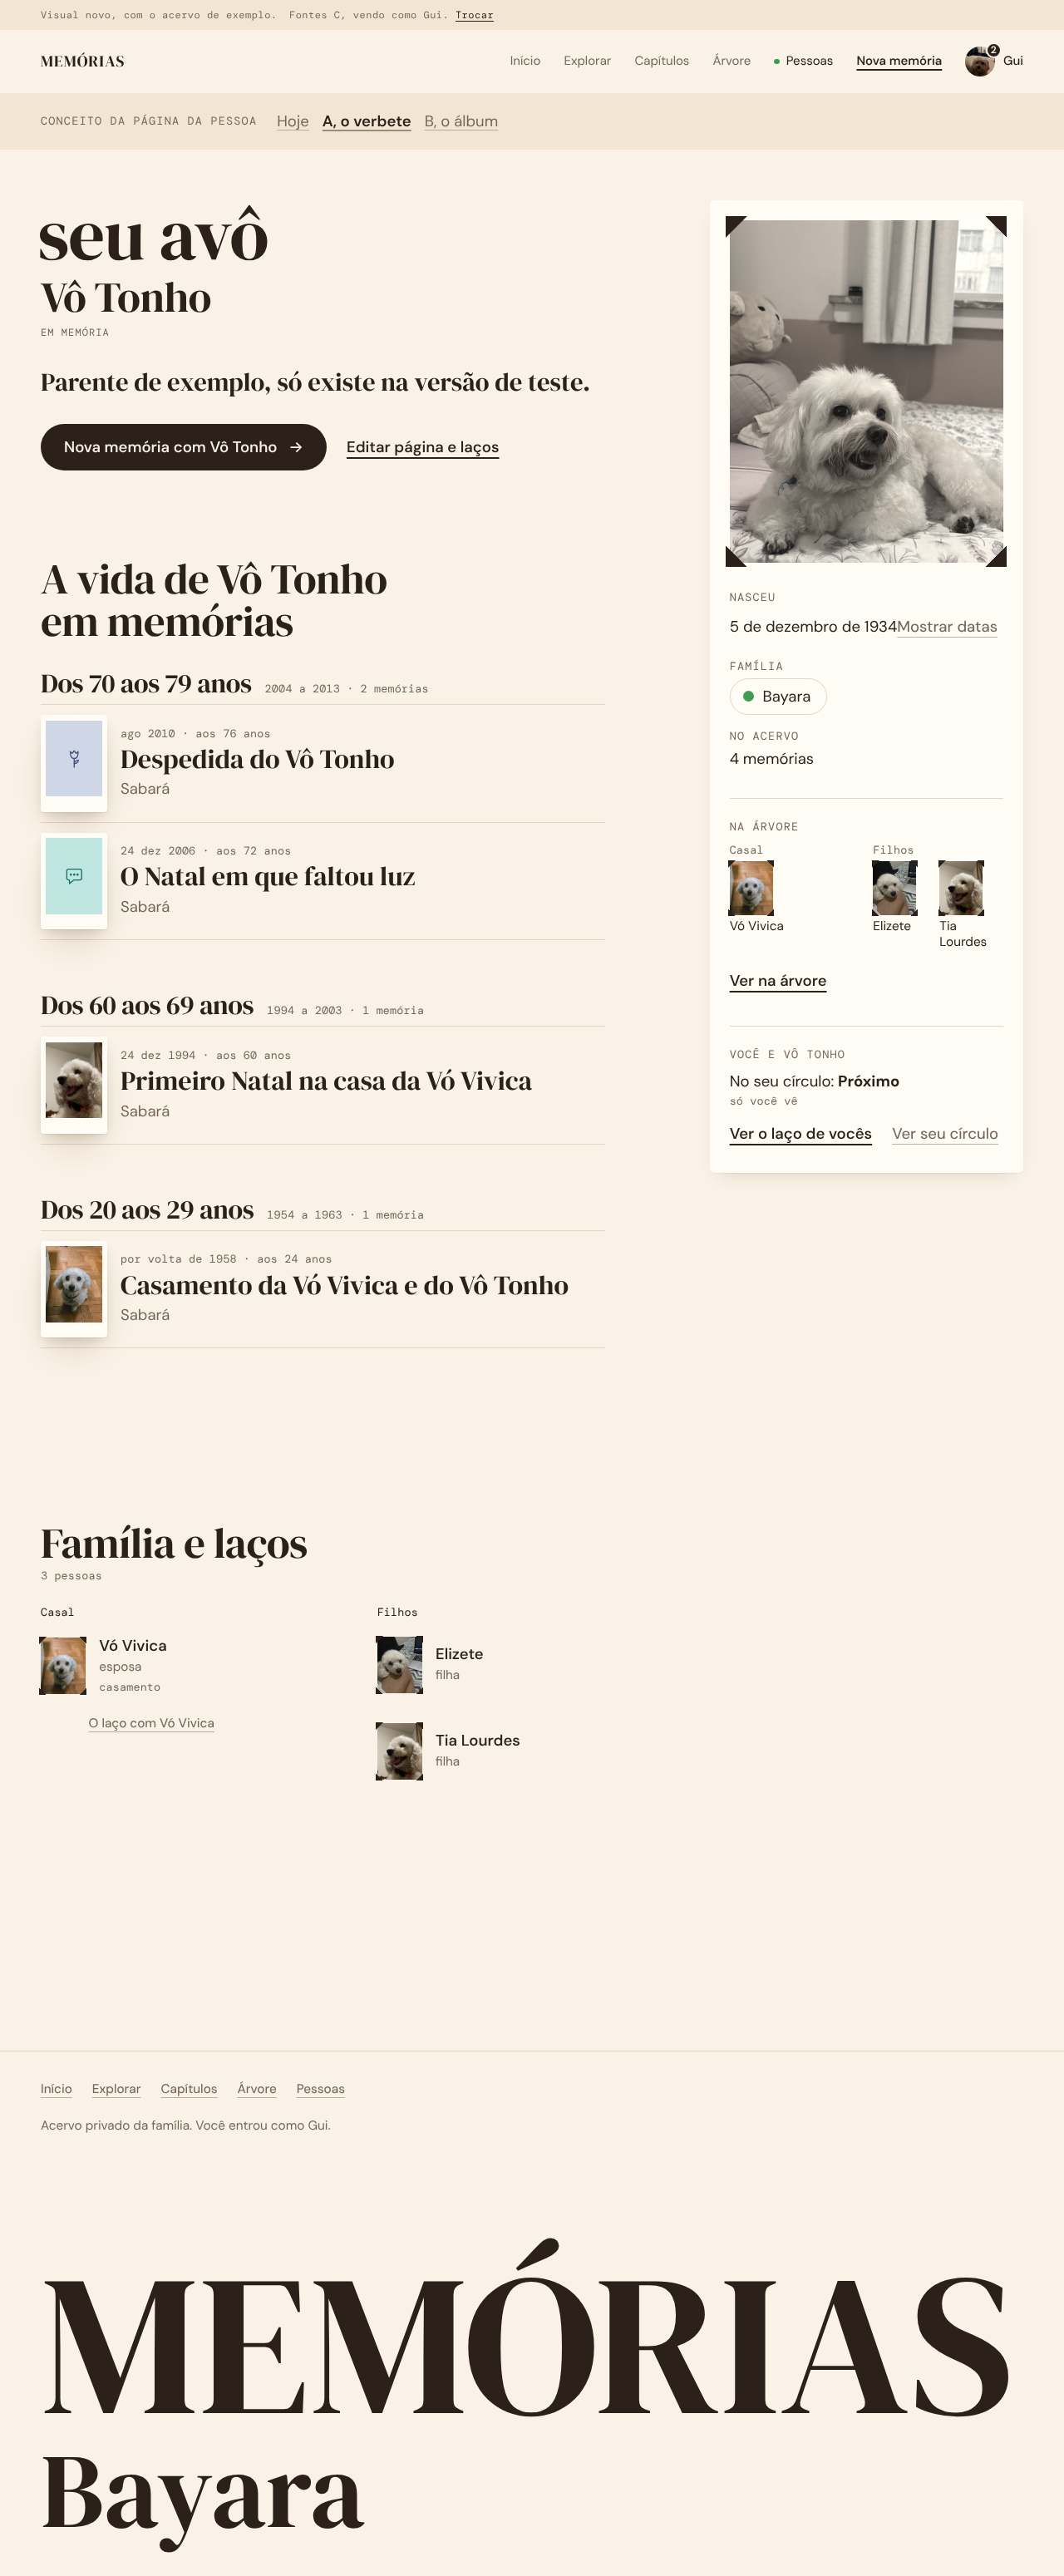 Visual novo, com o acervo de exemplo. Fontes C, vendo como Gui. Trocar
MEMÓRIAS
Início Explorar Capítulos Árvore Pessoas Nova memória 2 Gui
CONCEITO DA PÁGINA DA PESSOA Hoje A, o verbete B, o álbum
seu avô
Vô Tonho
EM MEMÓRIA
Parente de exemplo, só existe na versão de teste.
Nova memória com Vô Tonho → Editar página e laços
A vida de Vô Tonho
em memórias
Dos 70 aos 79 anos 2004 a 2013 · 2 memórias
ago 2010 · aos 76 anos
Despedida do Vô Tonho
Sabará
24 dez 2006 · aos 72 anos
O Natal em que faltou luz
Sabará
Dos 60 aos 69 anos 1994 a 2003 · 1 memória
24 dez 1994 · aos 60 anos
Primeiro Natal na casa da Vó Vivica
Sabará
Dos 20 aos 29 anos 1954 a 1963 · 1 memória
por volta de 1958 · aos 24 anos
Casamento da Vó Vivica e do Vô Tonho
Sabará
NASCEU
5 de dezembro de 1934Mostrar datas
FAMÍLIA
Bayara
NO ACERVO
4 memórias
NA ÁRVORE
Casal Filhos
Vó Vivica Elizete Tia
Lourdes
Ver na árvore
VOCÊ E VÔ TONHO
No seu círculo: Próximo
só você vê
Ver o laço de vocês Ver seu círculo
Família e laços
3 pessoas
Casal
Vó Vivica
esposa
casamento
O laço com Vó Vivica
Filhos
Elizete
filha
Tia Lourdes
filha
Início Explorar Capítulos Árvore Pessoas
Acervo privado da família. Você entrou como Gui.
MEMÓRIAS
Bayara